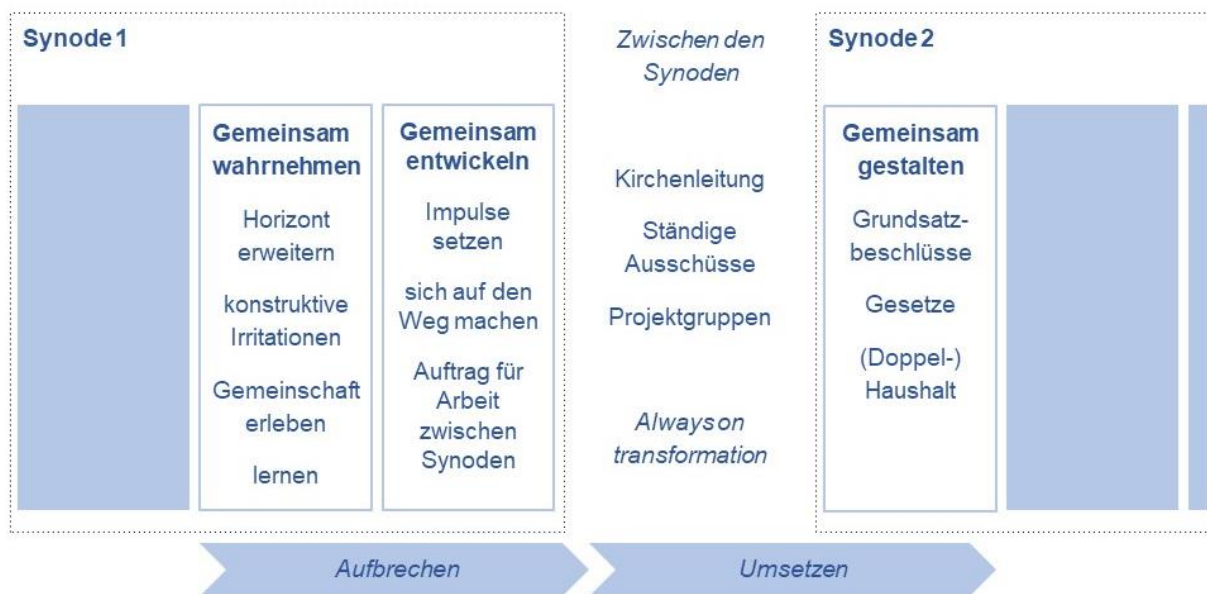 Synode 1
Gemeinsam
wahrnehmen
Horizont
erweitern
konstruktive
Irritationen
Gemeinschaft
erleben
lernen
Gemeinsam
entwickeln
Impulse
setzen
sich auf den
Weg machen
Auftrag für
Arbeit
zwischen
Synoden
Zwischen den
Synoden
Kirchenleitung
Ständige
Ausschüsse
Projektgruppen
Always on
transformation
Synode 2
Gemeinsam
gestalten
Grundsatz-
beschlüsse
Gesetze
(Doppel-)
Haushalt
Aufbrechen
Umsetzen